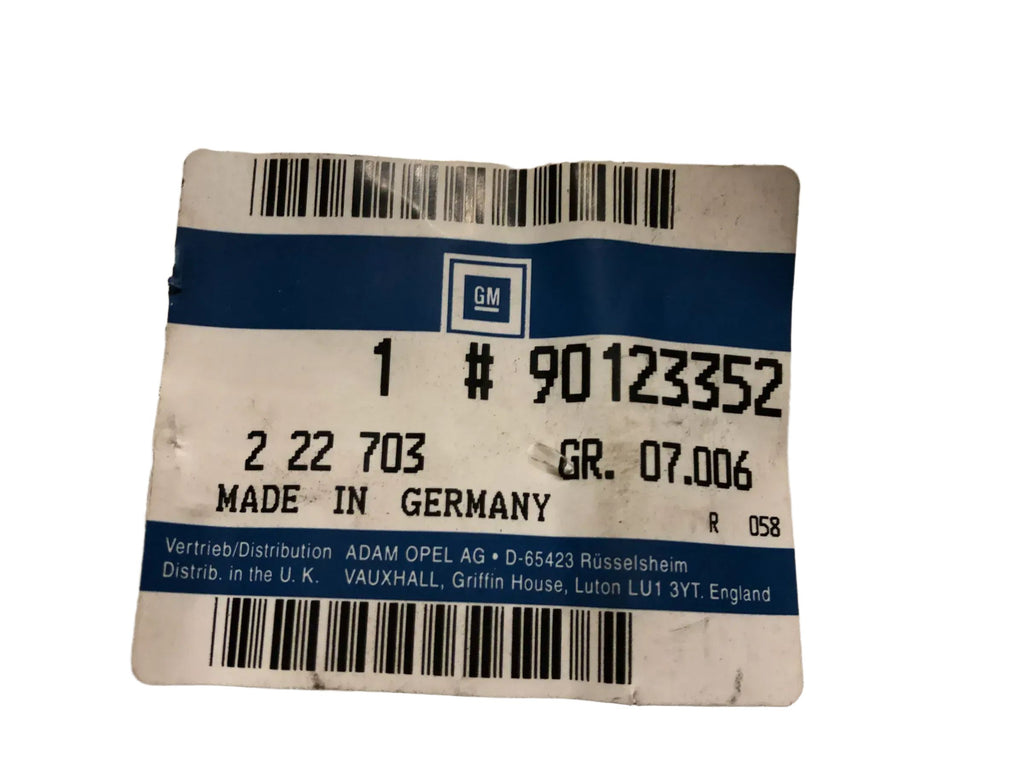 GM
1 # 90123352
2 22 703 GR. 07.006
MADE IN GERMANY
R 058
Vertrieb/Distribution ADAM OPEL AG • D-65423 Rüsselsheim
Distrib. in the U. K. VAUXHALL, Griffin House, Luton LU1 3YT. England